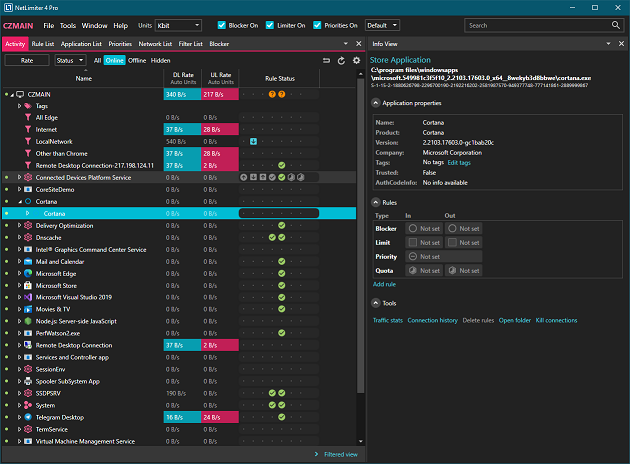 NetLimiter 4 Pro
CZMAIN File Tools Window Help Units Kbit Blocker On Limiter On Priorities On Default Search
Activity Rule List Application List Priorities Network List Filter List Blocker
Rate Status All Online Offline Hidden
Name DL Rate UL Rate Rule Status
Auto Units Auto Units
CZMAIN 340 B/s 217 B/s ? ?
Tags
All Edge 0 B/s 0 B/s
Internet 37 B/s 28 B/s
LocalNetwork 540 B/s 0 B/s
Other than Chrome 37 B/s 28 B/s
Remote Desktop Connection-217.198.124.11 37 B/s 2 B/s
Connected Devices Platform Service 0 B/s 0 B/s
CoreSiteDemo 0 B/s 0 B/s
Cortana 0 B/s 0 B/s
Cortana 0 B/s 0 B/s
Delivery Optimization 0 B/s 0 B/s
Dnscache 0 B/s 0 B/s
Intel® Graphics Command Center Service 0 B/s 0 B/s
Mail and Calendar 0 B/s 0 B/s
Microsoft Edge 0 B/s 0 B/s
Microsoft Store 0 B/s 0 B/s
Microsoft Visual Studio 2019 0 B/s 0 B/s
Movies & TV 0 B/s 0 B/s
Node.js: Server-side JavaScript 0 B/s 0 B/s
PerfWatson2.exe 0 B/s 0 B/s
Remote Desktop Connection 37 B/s 2 B/s
Services and Controller app 0 B/s 0 B/s
SessionEnv 0 B/s 0 B/s
Spooler SubSystem App 0 B/s 0 B/s
SSDPSRV 190 B/s 0 B/s
System 0 B/s 0 B/s
Telegram Desktop 16 B/s 24 B/s
TermService 0 B/s 0 B/s
Virtual Machine Management Service 0 B/s 0 B/s
Filtered view
Info View
Store Application
C:\program files\windowsapps
\microsoft.549981c3f5f10_2.2103.17603.0_x64__8wekyb3d8bbwe\cortana.exe
Application properties
Name: Cortana
Product: Cortana
Version: 2.2103.17603.0-gc1bab20c
Company: Microsoft Corporation
Tags: No tags Edit tags
Trusted: False
AuthCodeInfo: No info available
Rules
Type In Out
Blocker Not set Not set
Limit Not set Not set
Priority Not set
Quota Not set Not set
Add rule
Tools
Traffic stats Connection history Delete rules Open folder Kill connections